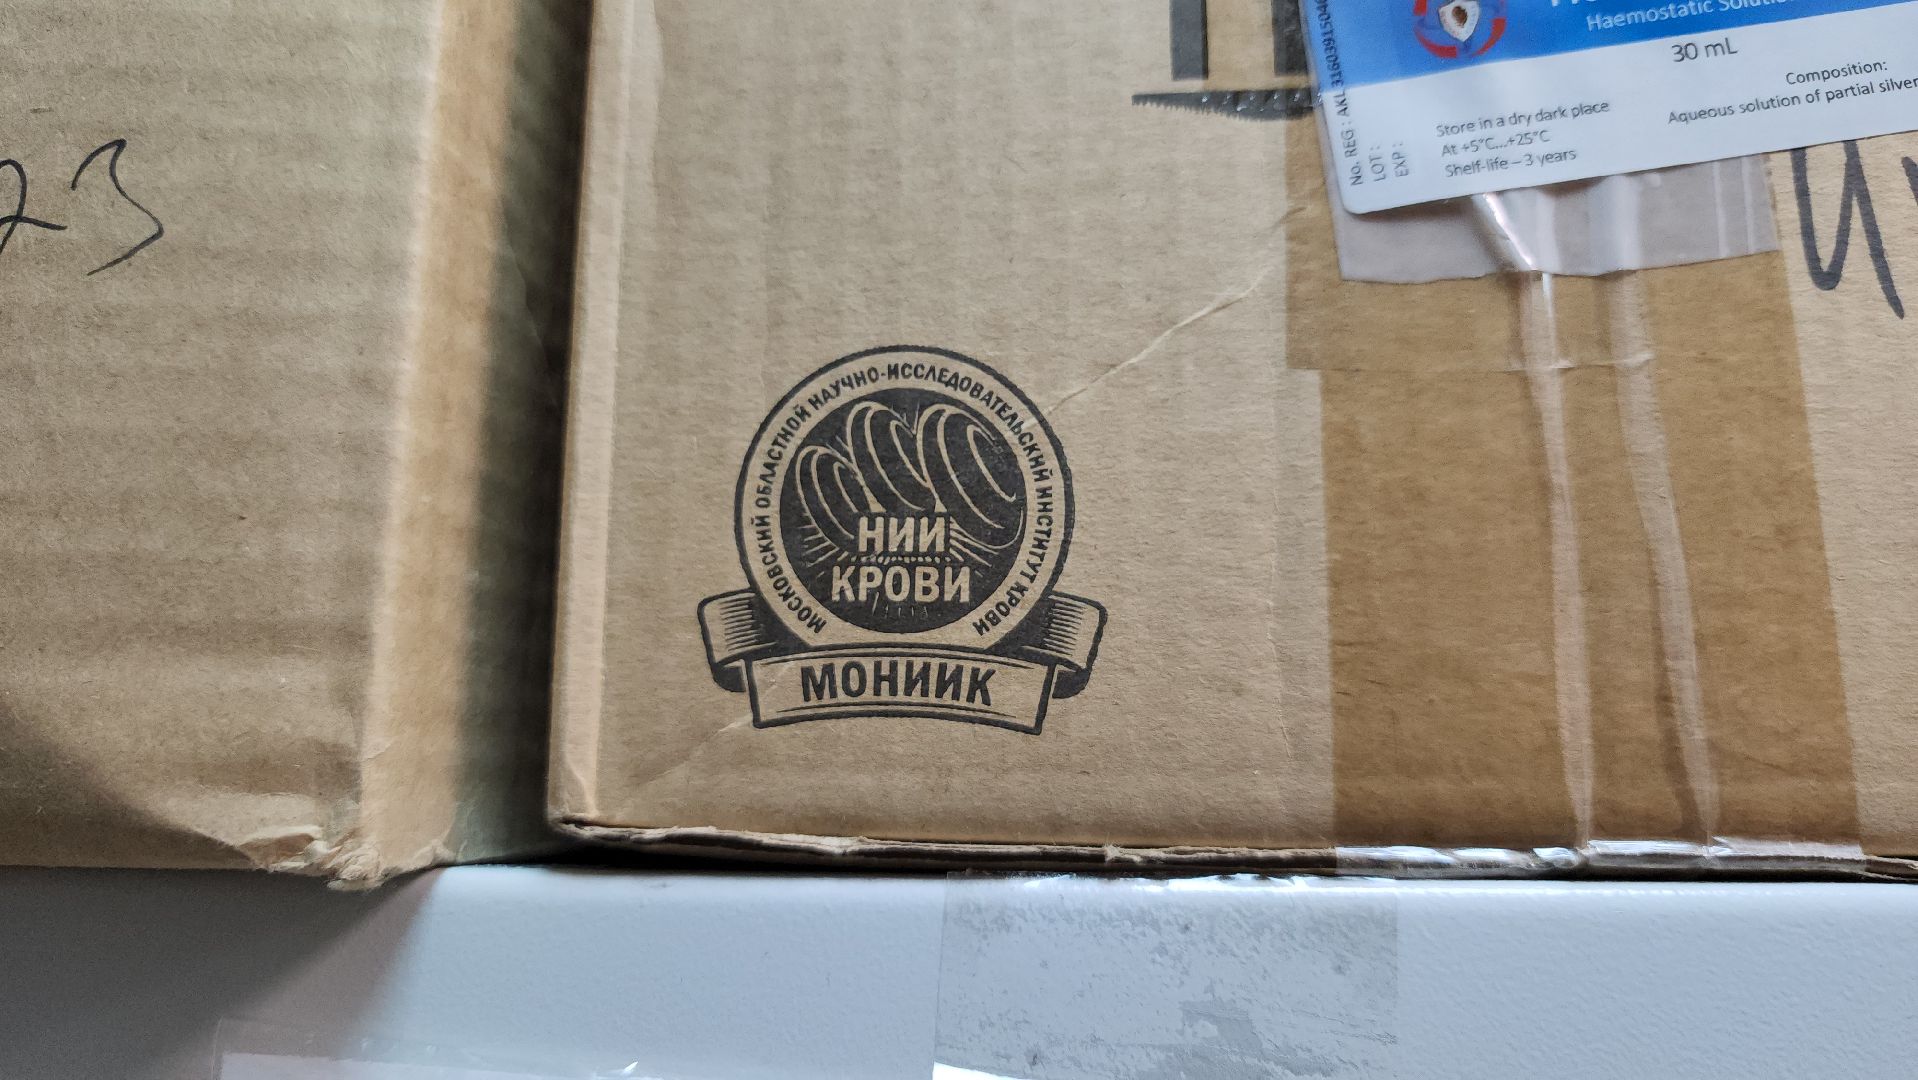 23
Haemostatic
30 mL
Composition:
Aqueous solution of partial silver
Store in a dry dark place
At +5°C...+25°C
Shelf-life – 3 years
No. REG :
LOT :
EXP :
МОСКОВСКИЙ ОБЛАСТНОЙ НАУЧНО-ИССЛЕДОВАТЕЛЬСКИЙ ИНСТИТУТ КРОВИ
НИИ
КРОВИ
МОНИИК